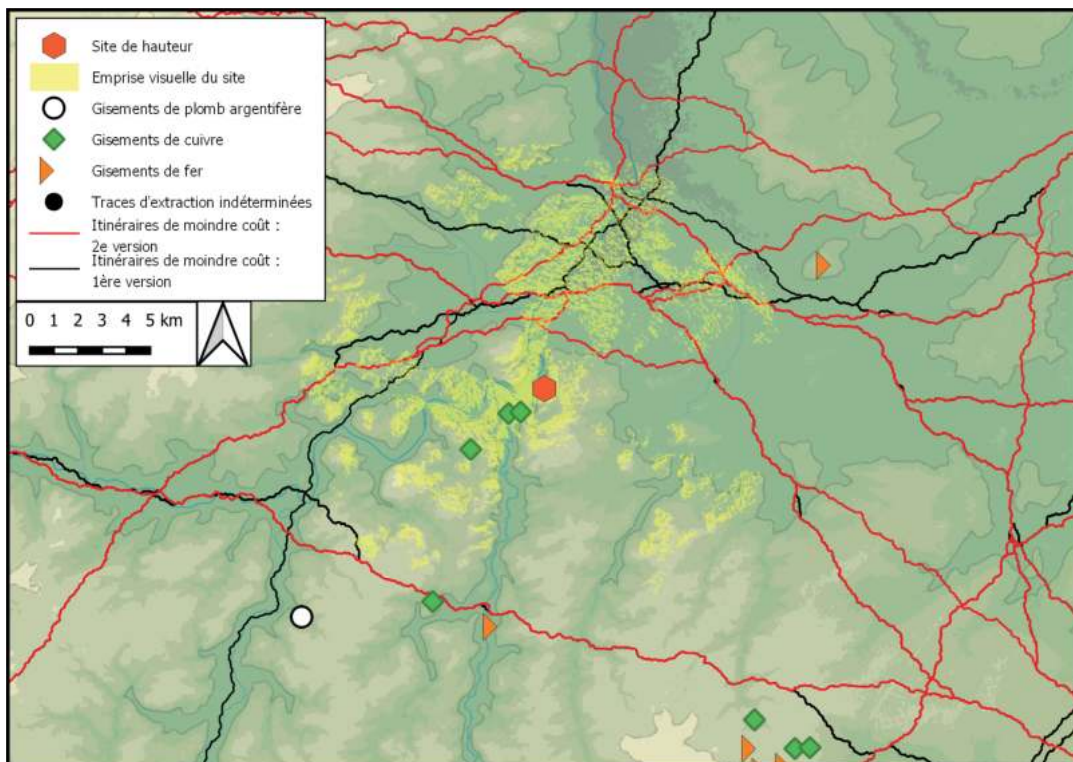 Site de hauteur
Emprise visuelle du site
Gisements de plomb argentifère
Gisements de cuivre
Gisements de fer
Traces d'extraction indéterminées
Itinéraires de moindre coût :
2e version
Itinéraires de moindre coût :
1ère version
0 1 2 3 4 5 km